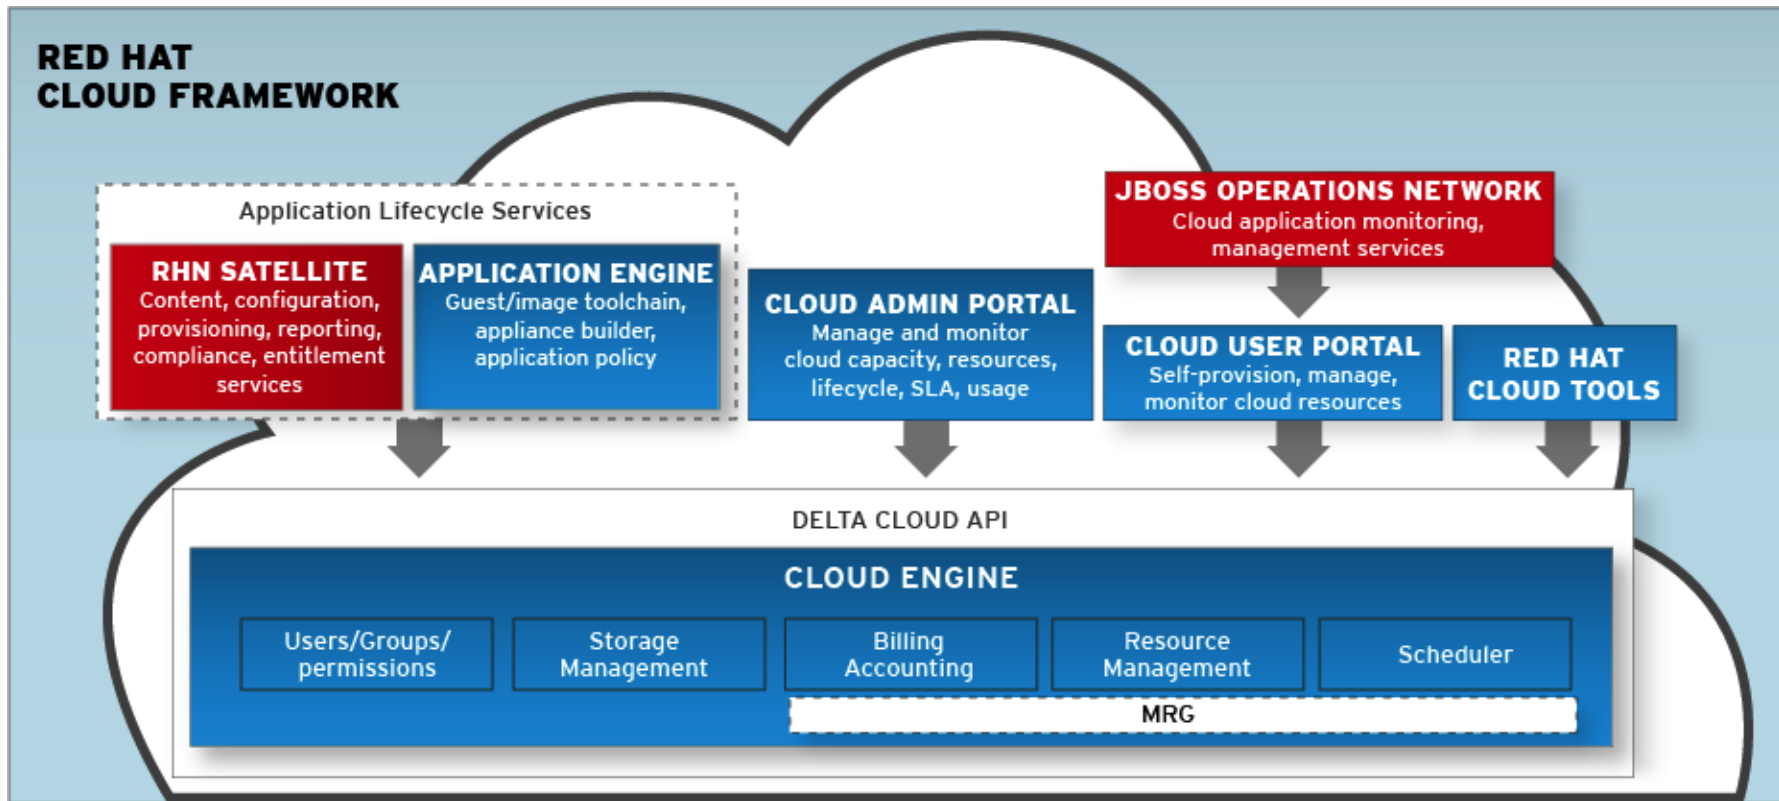 RED HAT
CLOUD FRAMEWORK
Application Lifecycle Services
RHN SATELLITE
Content, configuration,
provisioning, reporting,
compliance, entitlement
services
APPLICATION ENGINE
Guest/image toolchain,
appliance builder,
application policy
CLOUD ADMIN PORTAL
Manage and monitor
cloud capacity, resources,
lifecycle, SLA, usage
JBOSS OPERATIONS NETWORK
Cloud application monitoring,
management services
CLOUD USER PORTAL
Self-provision, manage,
monitor cloud resources
RED HAT
CLOUD TOOLS
DELTA CLOUD API
CLOUD ENGINE
Users/Groups/
permissions
Storage
Management
Billing
Accounting
Resource
Management
Scheduler
MRG